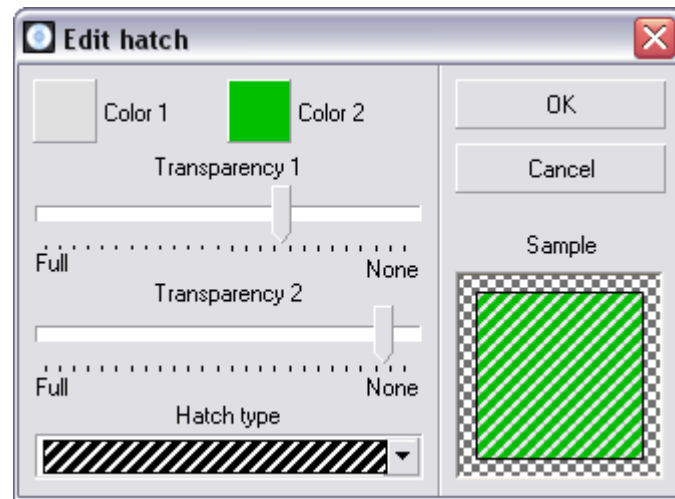 Edit hatch
Color 1
Color 2
Transparency 1
Full
None
Transparency 2
Full
None
Hatch type
OK
Cancel
Sample